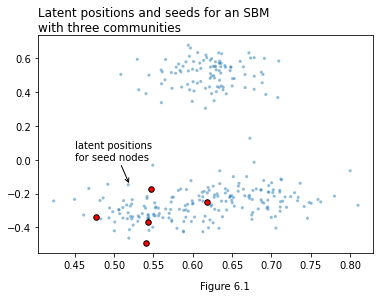 Latent positions and seeds for an SBM
with three communities
0.6
0.4
0.2
0.0
−0.2
−0.4
latent positions
for seed nodes
0.45
0.50
0.55
0.60
0.65
0.70
0.75
0.80
Figure 6.1